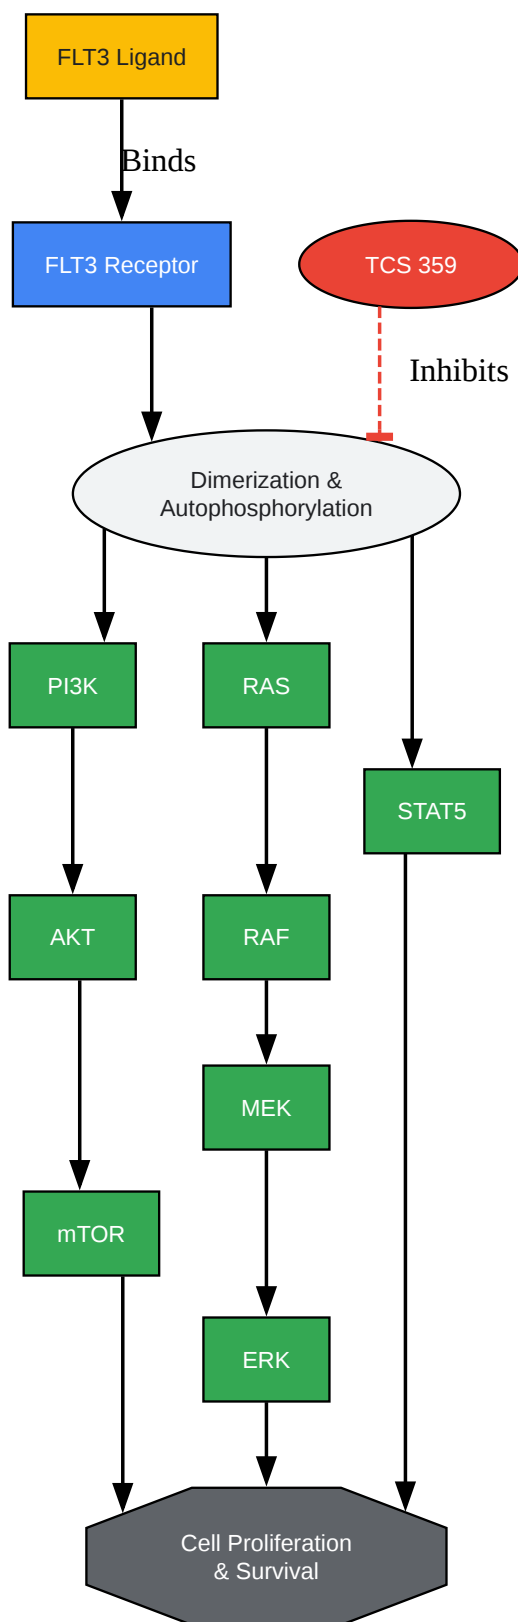 FLT3 Ligand
Binds
FLT3 Receptor
TCS 359
Inhibits
Dimerization &
Autophosphorylation
PI3K
RAS
STAT5
AKT
RAF
MEK
mTOR
ERK
Cell Proliferation
& Survival